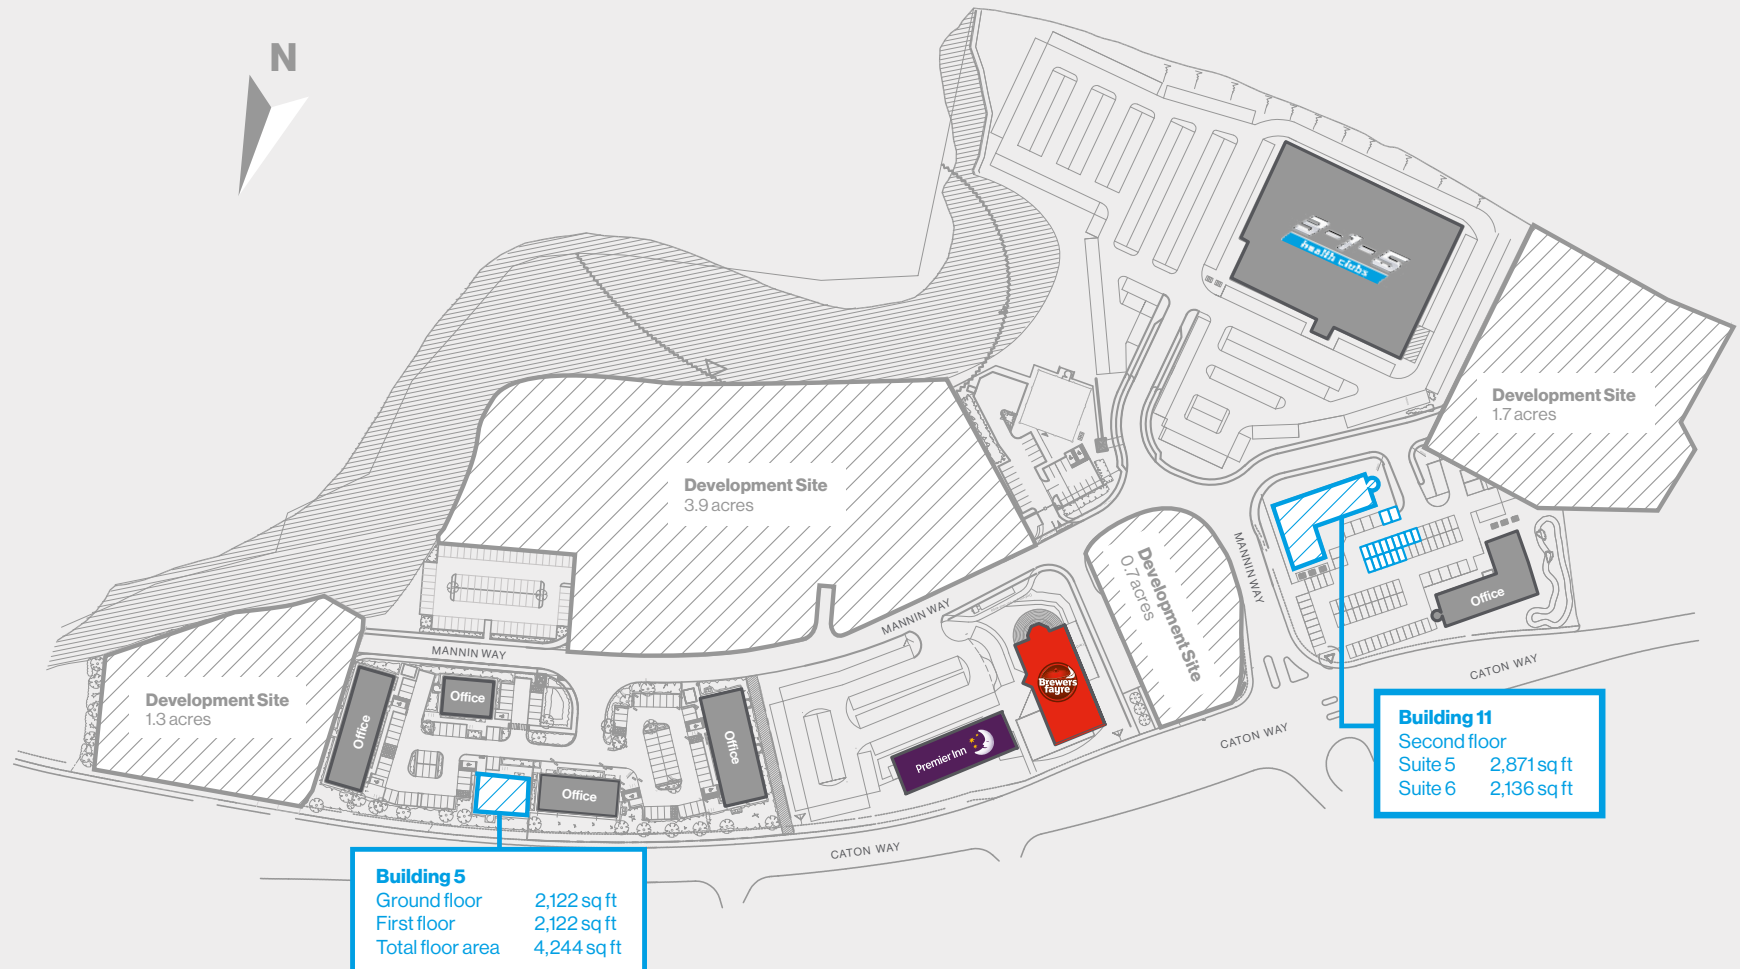 N
3-1-5
health clubs
Development Site
1.7 acres
Development Site
3.9 acres
Development Site
0.7 acres
MANNIN WAY
Office
CATON WAY
MANNIN WAY
MANNIN WAY
Brewers
fayre
Premier Inn
Development Site
1.3 acres
Office
Office
Office
Office
CATON WAY
CATON WAY
Building 11
Second floor
Suite 5 2,871 sq ft
Suite 6 2,136 sq ft
Building 5
Ground floor 2,122 sq ft
First floor 2,122 sq ft
Total floor area 4,244 sq ft